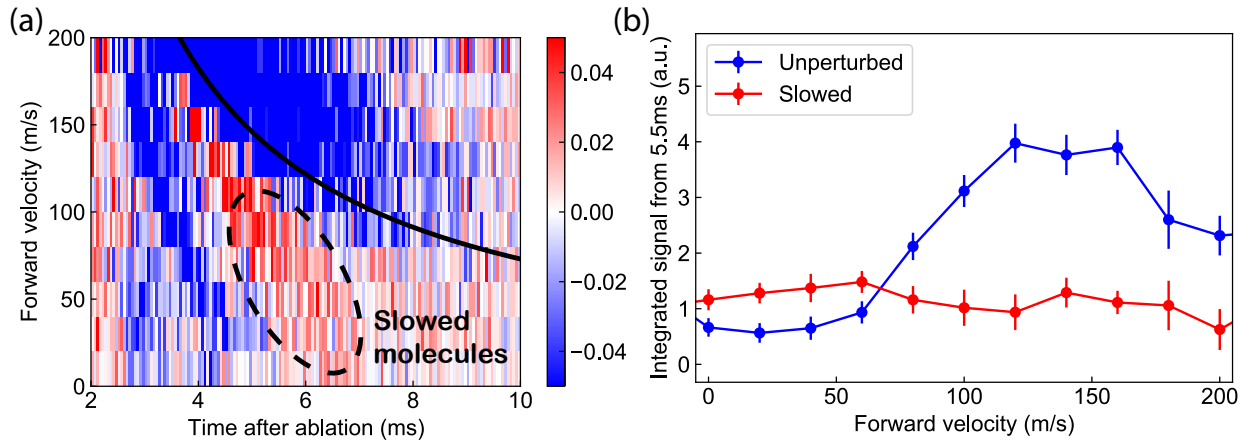 (a)
200
150
100
50
0
Forward velocity (m/s)
2
4
6
8
10
Time after ablation (ms)
Slowed
molecules
0.04
0.02
0.00
−0.02
−0.04
(b)
Unperturbed
Slowed
5
4
3
2
1
0
Integrated signal from 5.5ms (a.u.)
0
50
100
150
200
Forward velocity (m/s)